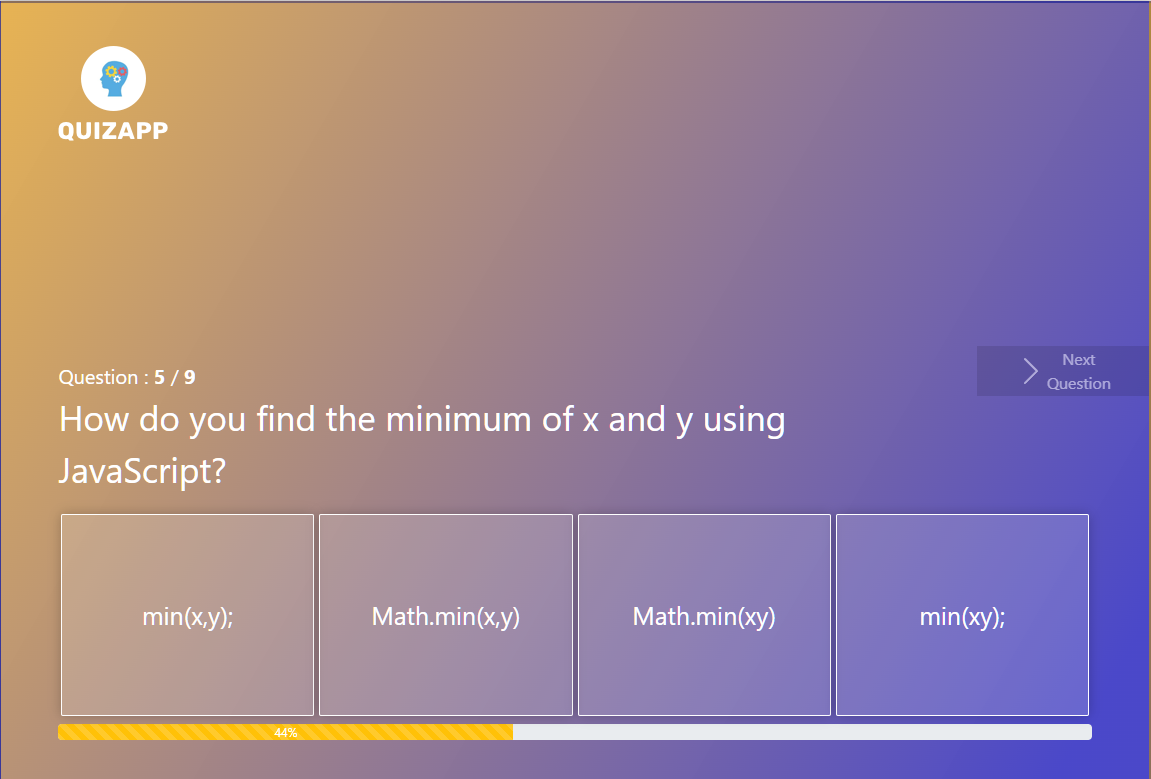 QUIZAPP
Question : 5 / 9
How do you find the minimum of x and y using
JavaScript?
Next
Question
min(x,y);
Math.min(x,y)
Math.min(xy)
min(xy);
44%